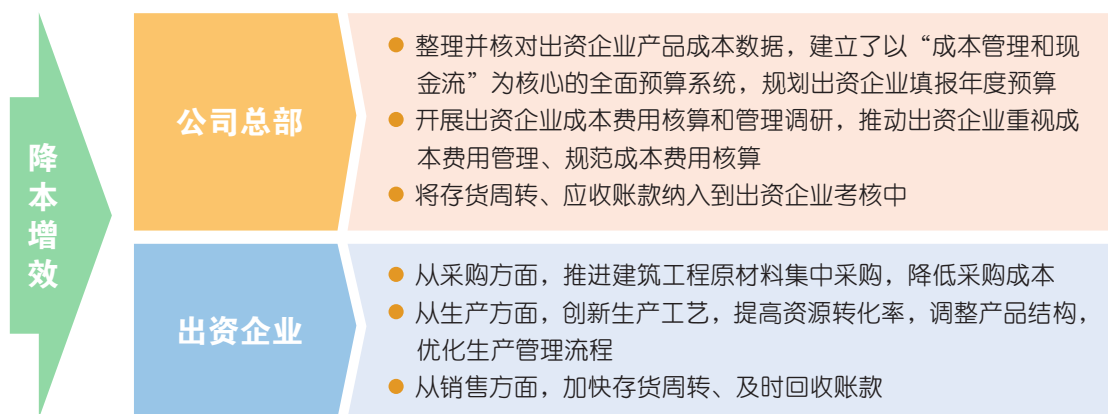 降本增效
公司总部
● 整理并核对出资企业产品成本数据，建立了以“成本管理和现
金流”为核心的全面预算系统，规划出资企业填报年度预算
● 开展出资企业成本费用核算和管理调研，推动出资企业重视成
本费用管理、规范成本费用核算
● 将存货周转、应收账款纳入到出资企业考核中
出资企业
● 从采购方面，推进建筑工程原材料集中采购，降低采购成本
● 从生产方面，创新生产工艺，提高资源转化率，调整产品结构，
优化生产管理流程
● 从销售方面，加快存货周转、及时回收账款